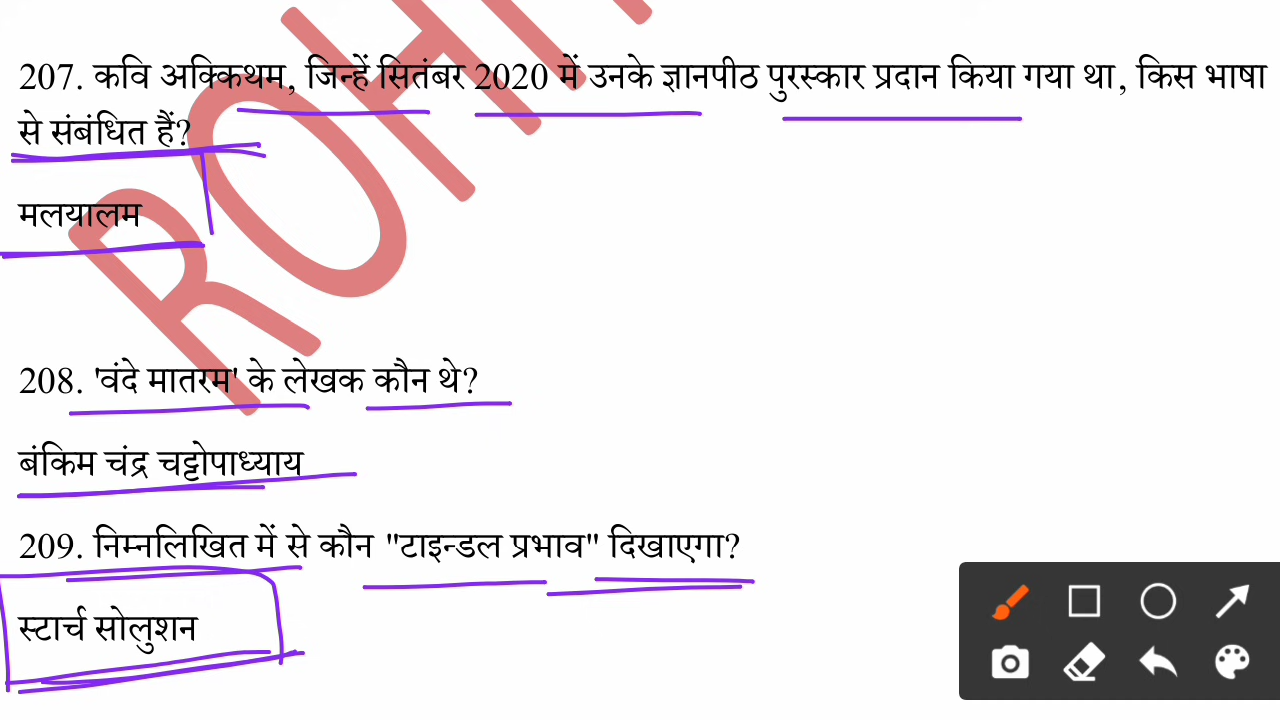 207. कवि अक्किथम, जिन्हें सितंबर 2020 में उनके ज्ञानपीठ पुरस्कार प्रदान किया गया था, किस भाषा
से संबंधित हैं?
मलयालम
208. 'वंदे मातरम' के लेखक कौन थे?
बंकिम चंद्र चट्टोपाध्याय
209. निम्नलिखित में से कौन "टाइन्डल प्रभाव" दिखाएगा?
स्टार्च सोलुशन